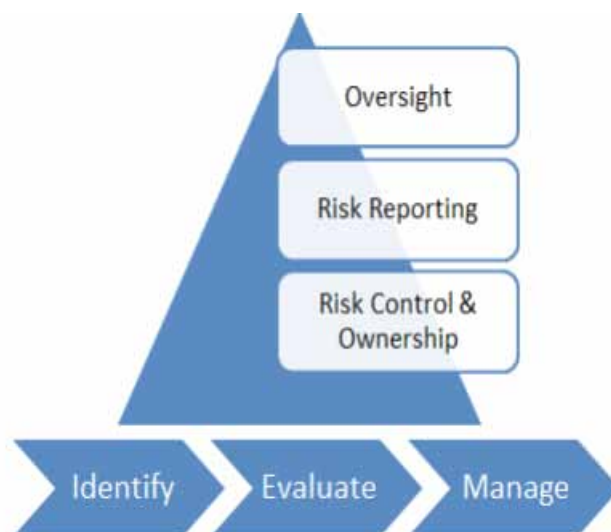 Oversight
Risk Reporting
Risk Control &
Ownership
Identify
Evaluate
Manage